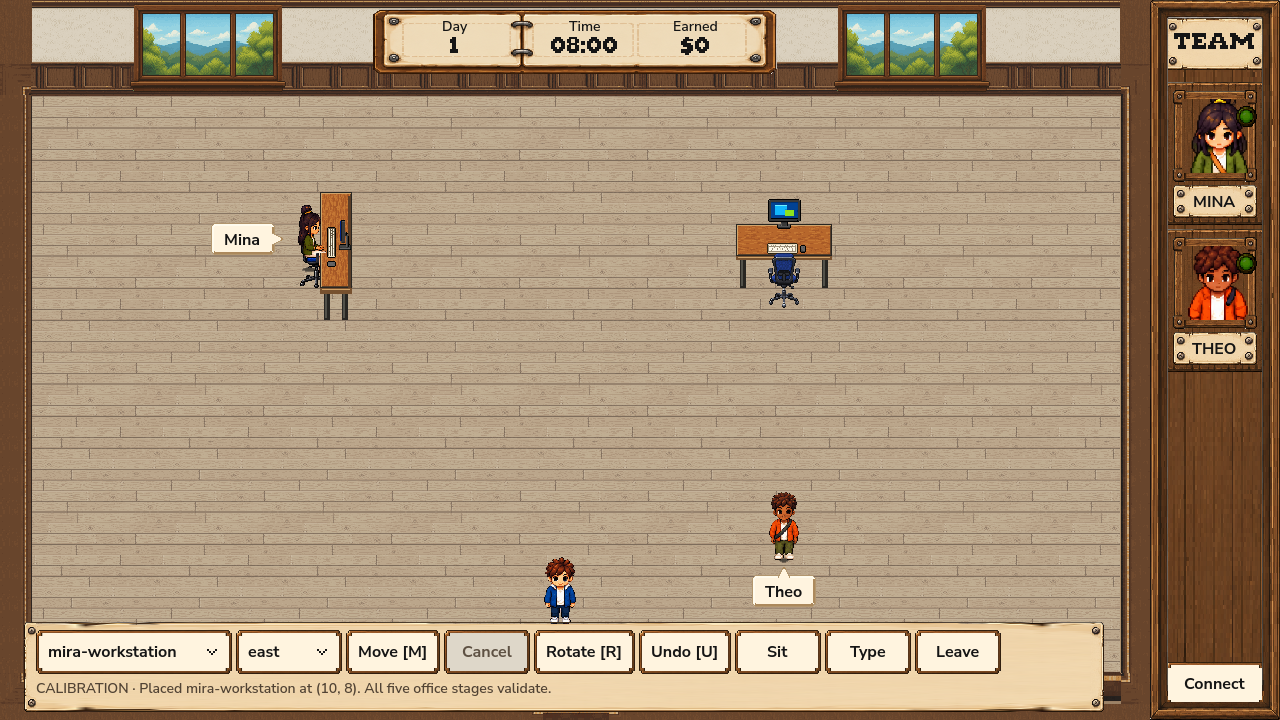 Day
1
Time
08:00
Earned
$0
TEAM
MINA
THEO
Mina
Theo
mira-workstation
east
Move [M]
Cancel
Rotate [R]
Undo [U]
Sit
Type
Leave
CALIBRATION · Placed mira-workstation at (10, 8). All five office stages validate.
Connect